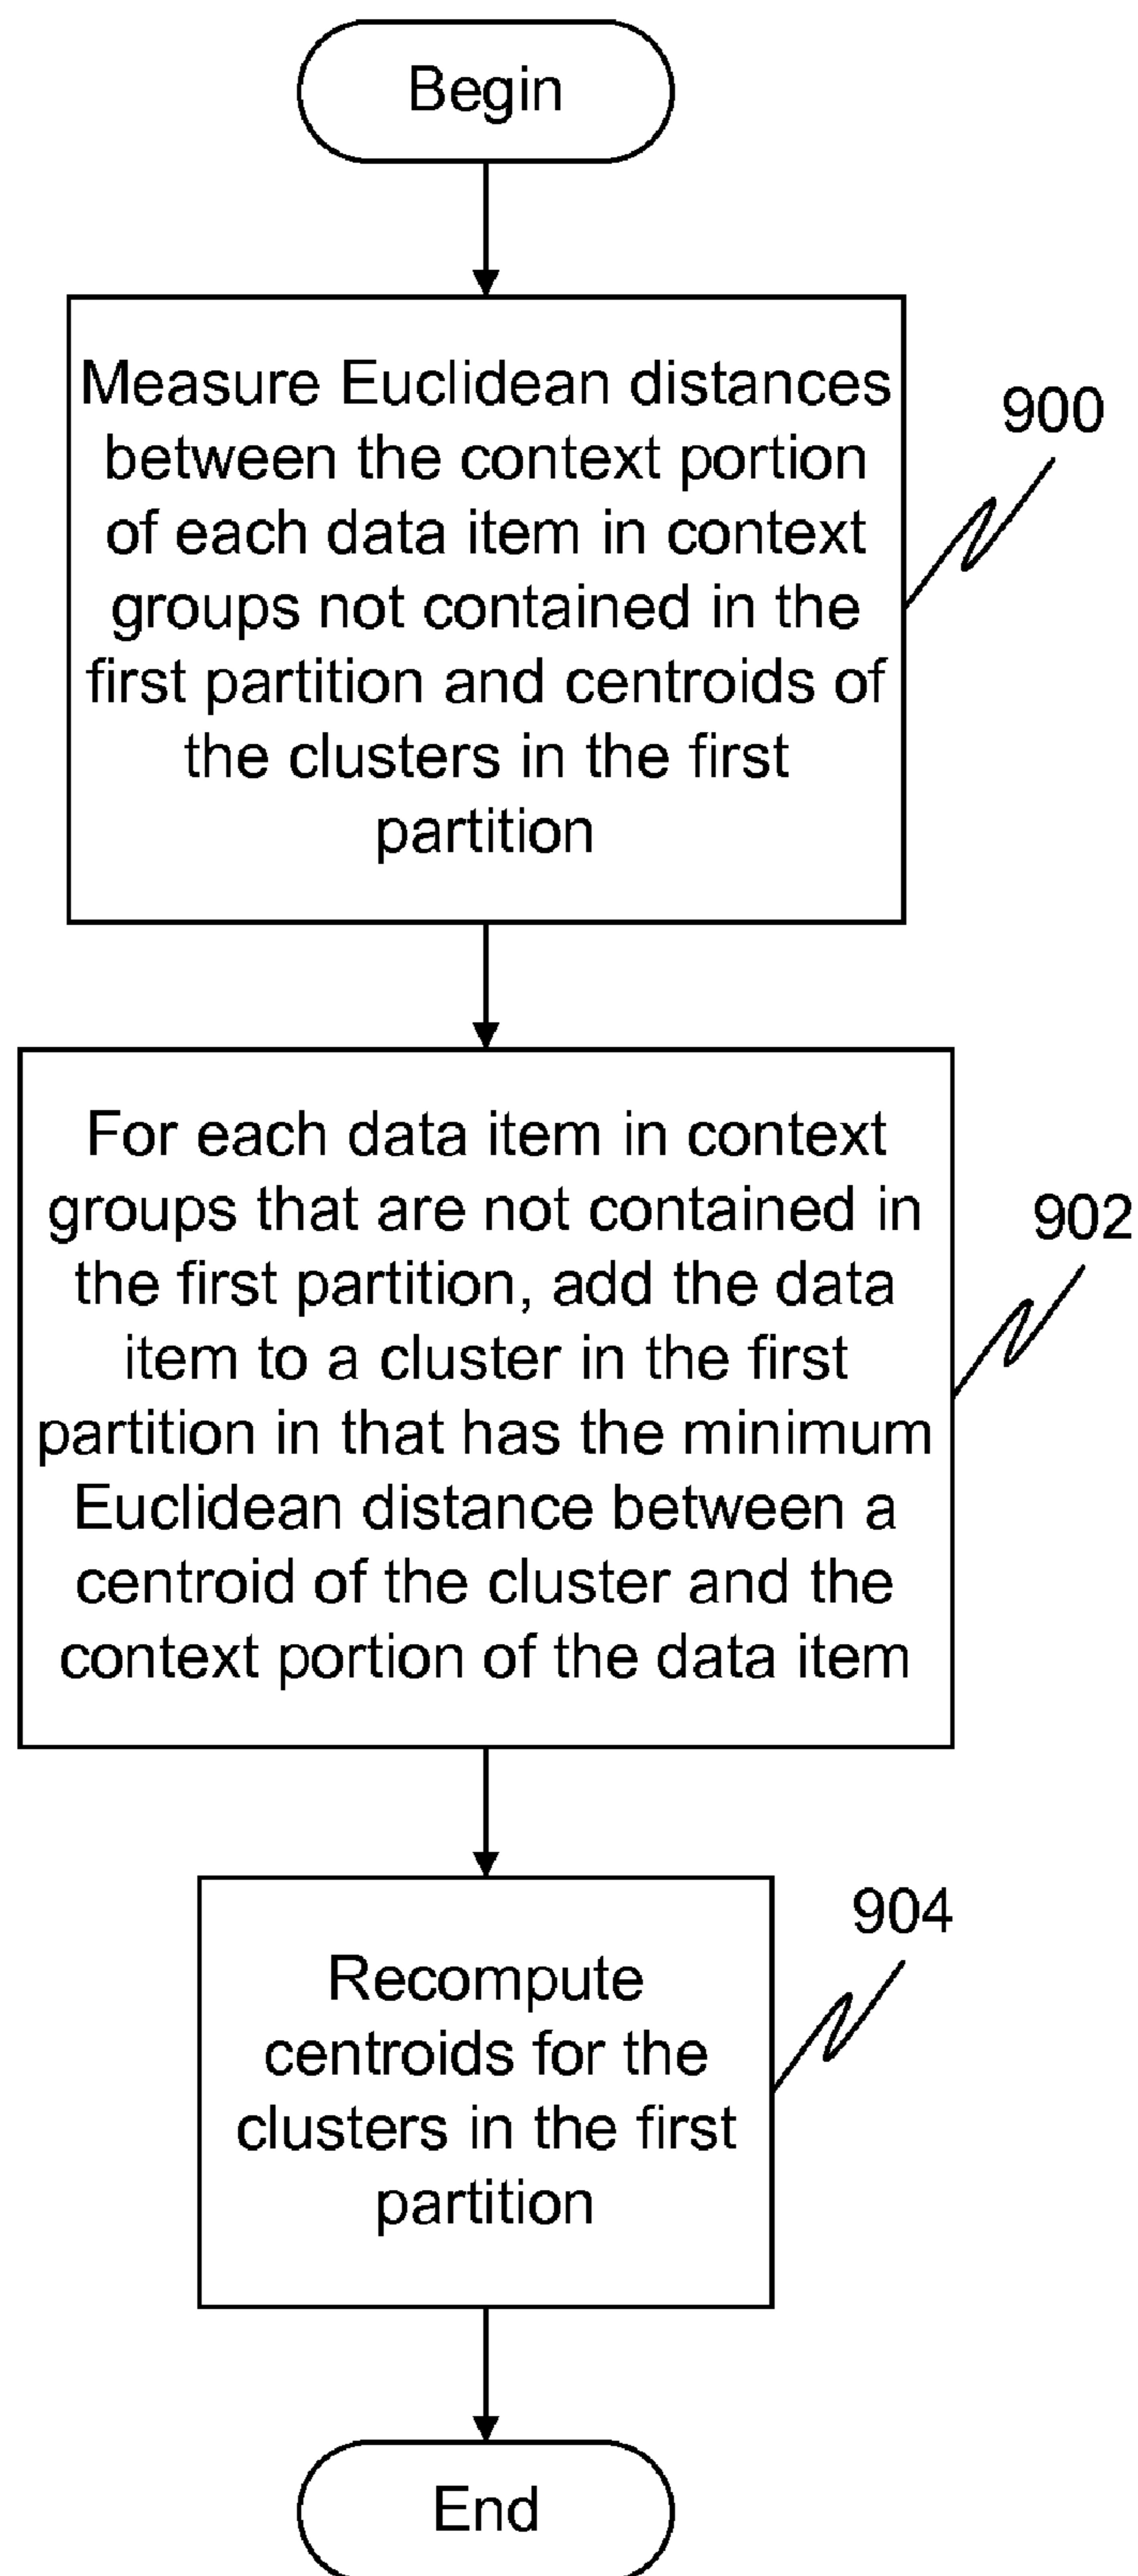 Begin
Measure Euclidean distances
between the context portion
of each data item in context
groups not contained in the
first partition and centroids of
the clusters in the first
partition
900
For each data item in context
groups that are not contained in
the first partition, add the data
item to a cluster in the first
partition in that has the minimum
Euclidean distance between a
centroid of the cluster and the
context portion of the data item
902
Recompute
centroids for the
clusters in the first
partition
904
End